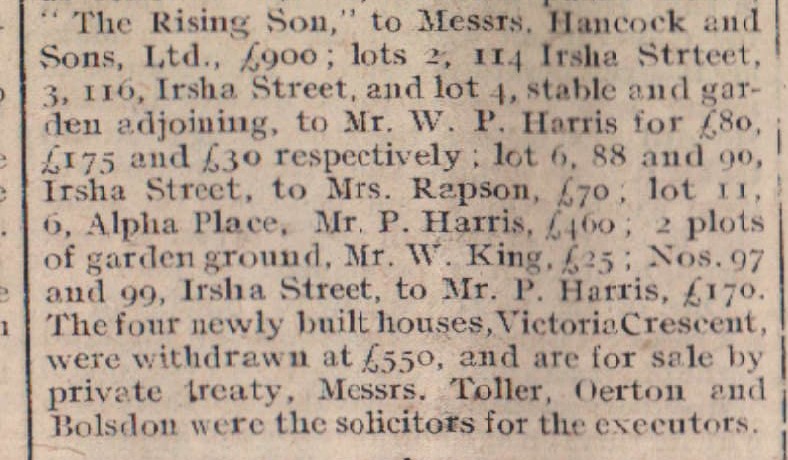 “ The Rising Son,” to Messrs. Hancock and
Sons, Ltd., £900 ; lots 2, 114 Irsha Strteet,
3, 116, Irsha Street, and lot 4, stable and gar-
den adjoining, to Mr. W. P. Harris for £80,
£175 and £30 respectively ; lot 6, 88 and 90,
Irsha Street, to Mrs. Rapson, £70 ; lot 11,
6, Alpha Place, Mr. P. Harris, £460 ; 2 plots
of garden ground, Mr. W. King, £25 ; Nos. 97
and 99, Irsha Street, to Mr. P. Harris, £170.
The four newly built houses, Victoria Crescent,
were withdrawn at £550, and are for sale by
private treaty, Messrs. Toller, Oerton and
Bolsdon were the solicitors for the executors.